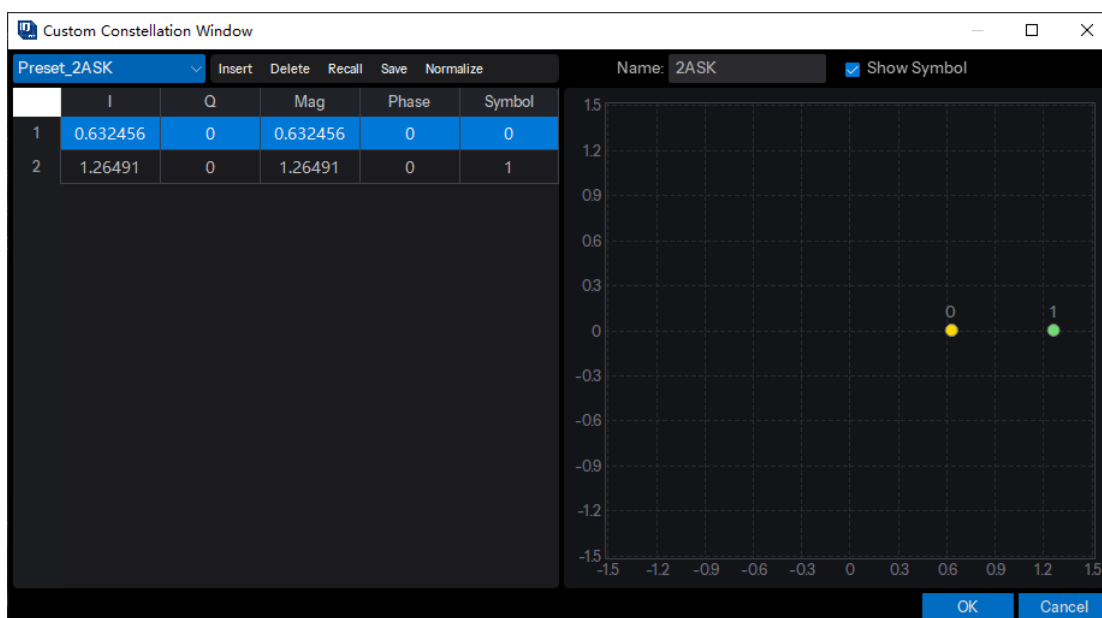 Custom Constellation Window
Preset_2ASK Insert Delete Recall Save Normalize Name: 2ASK Show Symbol
I Q Mag Phase Symbol
1 0.632456 0 0.632456 0 0
2 1.26491 0 1.26491 0 1
1.5
1.2
0.9
0.6
0.3
0 1
0
-0.3
-0.6
-0.9
-1.2
-1.5
-1.5 -1.2 -0.9 -0.6 -0.3 0 0.3 0.6 0.9 1.2 1.5
OK Cancel